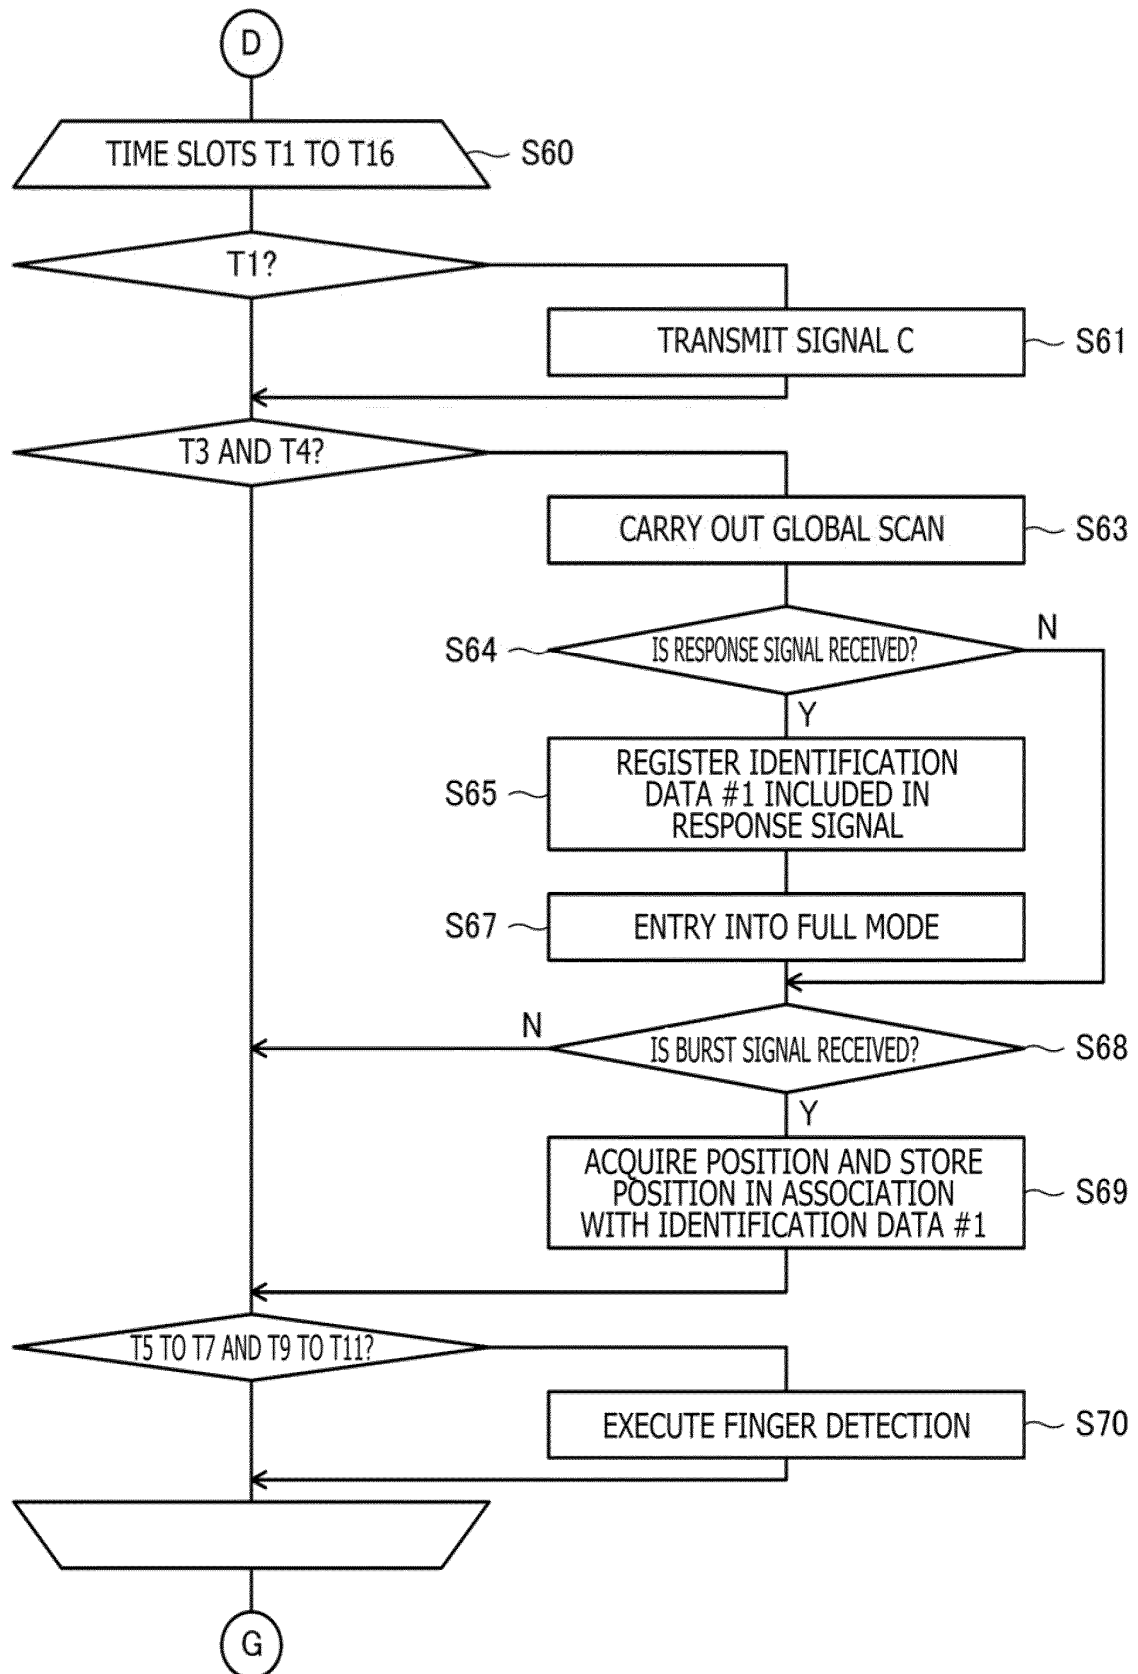 D
TIME SLOTS T1 TO T16
S60
T1?
TRANSMIT SIGNAL C
S61
T3 AND T4?
CARRY OUT GLOBAL SCAN
S63
S64
IS RESPONSE SIGNAL RECEIVED?
N
Y
S65
REGISTER IDENTIFICATION
DATA #1 INCLUDED IN
RESPONSE SIGNAL
S67
ENTRY INTO FULL MODE
N
IS BURST SIGNAL RECEIVED?
S68
Y
ACQUIRE POSITION AND STORE
POSITION IN ASSOCIATION
WITH IDENTIFICATION DATA #1
S69
T5 TO T7 AND T9 TO T11?
EXECUTE FINGER DETECTION
S70
G